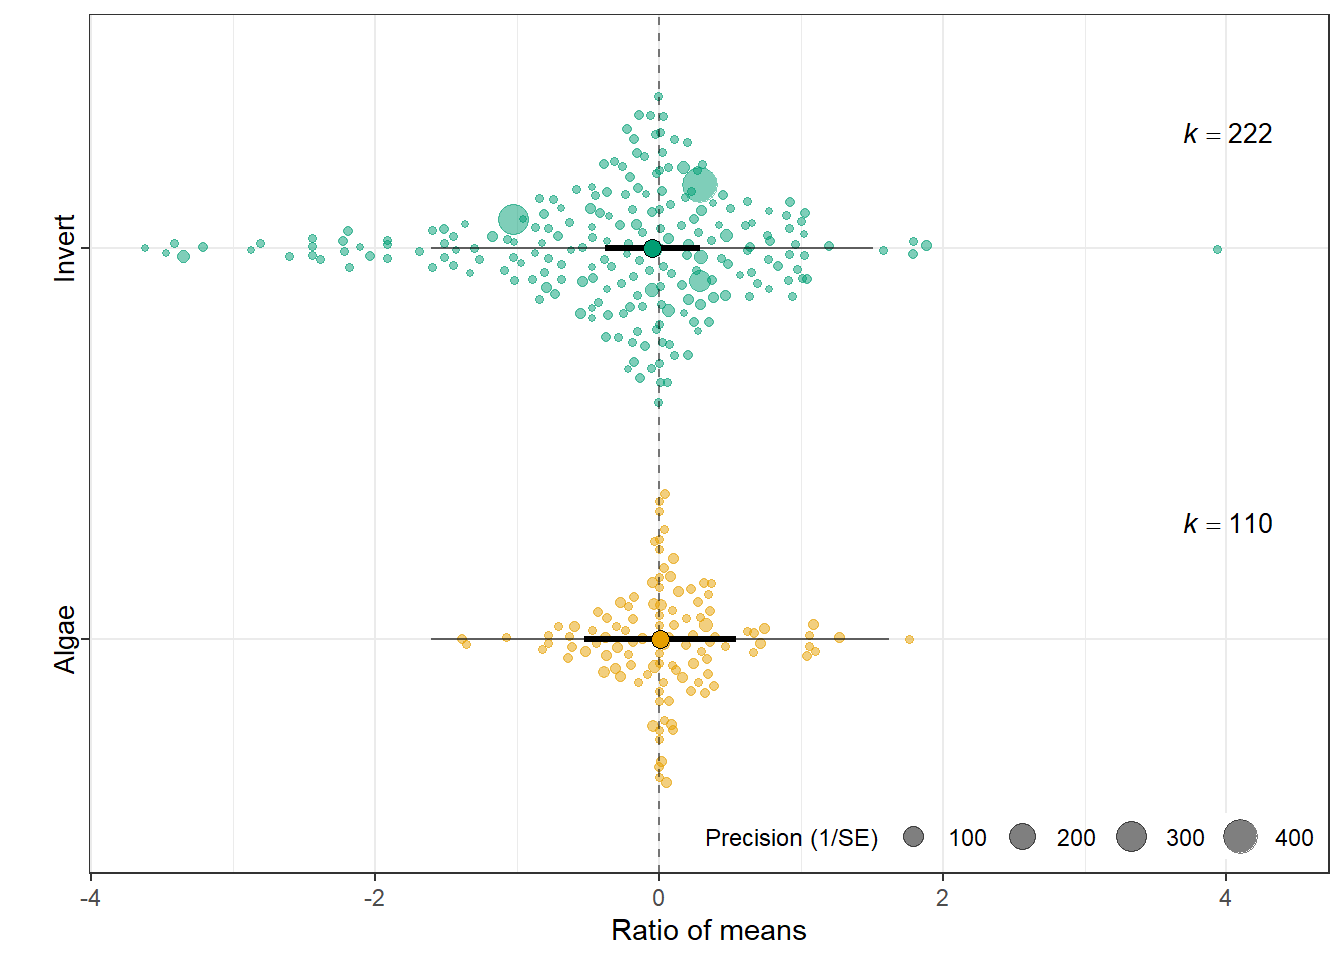 Invert
k = 222
Algae
k = 110
Precision (1/SE) 100 200 300 400
-4 -2 0 2 4
Ratio of means